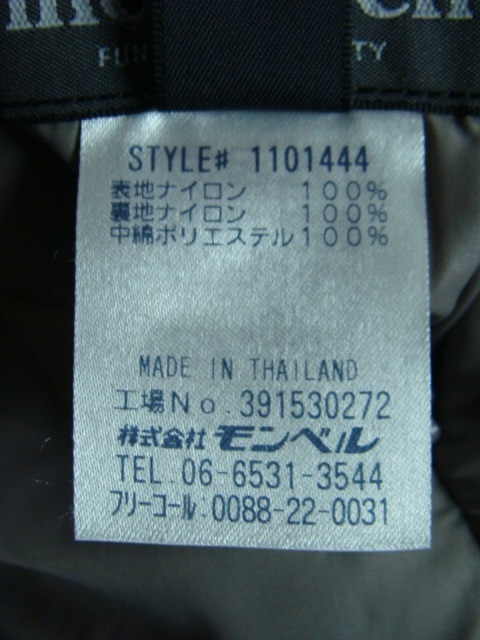 FUN TY
STYLE# 1101444
表地ナイロン 100%
裏地ナイロン 100%
中綿ポリエステル100%
MADE IN THAILAND
工場No.391530272
株式会社 モンベル
TEL.06-6531-3544
フリーコール:0088-22-0031